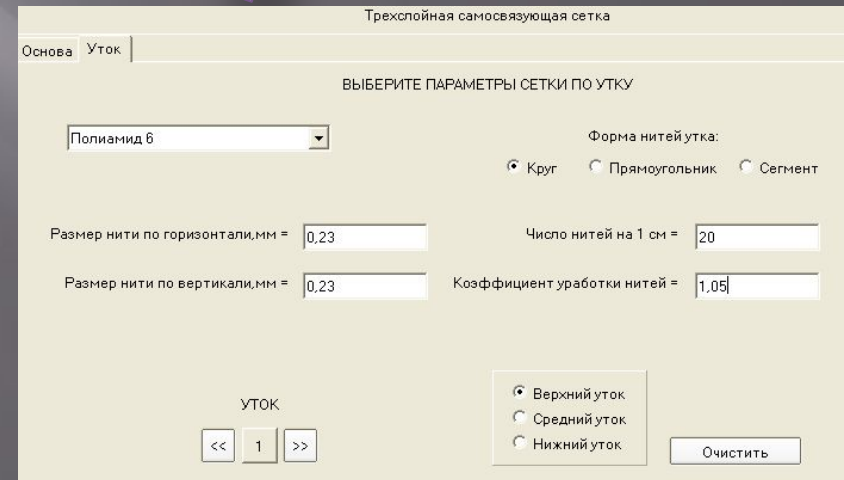 Трехслойная самосвязующая сетка
Основа Уток
ВЫБЕРИТЕ ПАРАМЕТРЫ СЕТКИ ПО УТКУ
Полиамид 6
Форма нитей утка:
Круг Прямоугольник Сегмент
Размер нити по горизонтали,мм = 0,23
Число нитей на 1 см = 20
Размер нити по вертикали,мм = 0,23
Коэффициент уработки нитей = 1,05
УТОК
<< 1 >>
Верхний уток
Средний уток
Нижний уток
Очистить